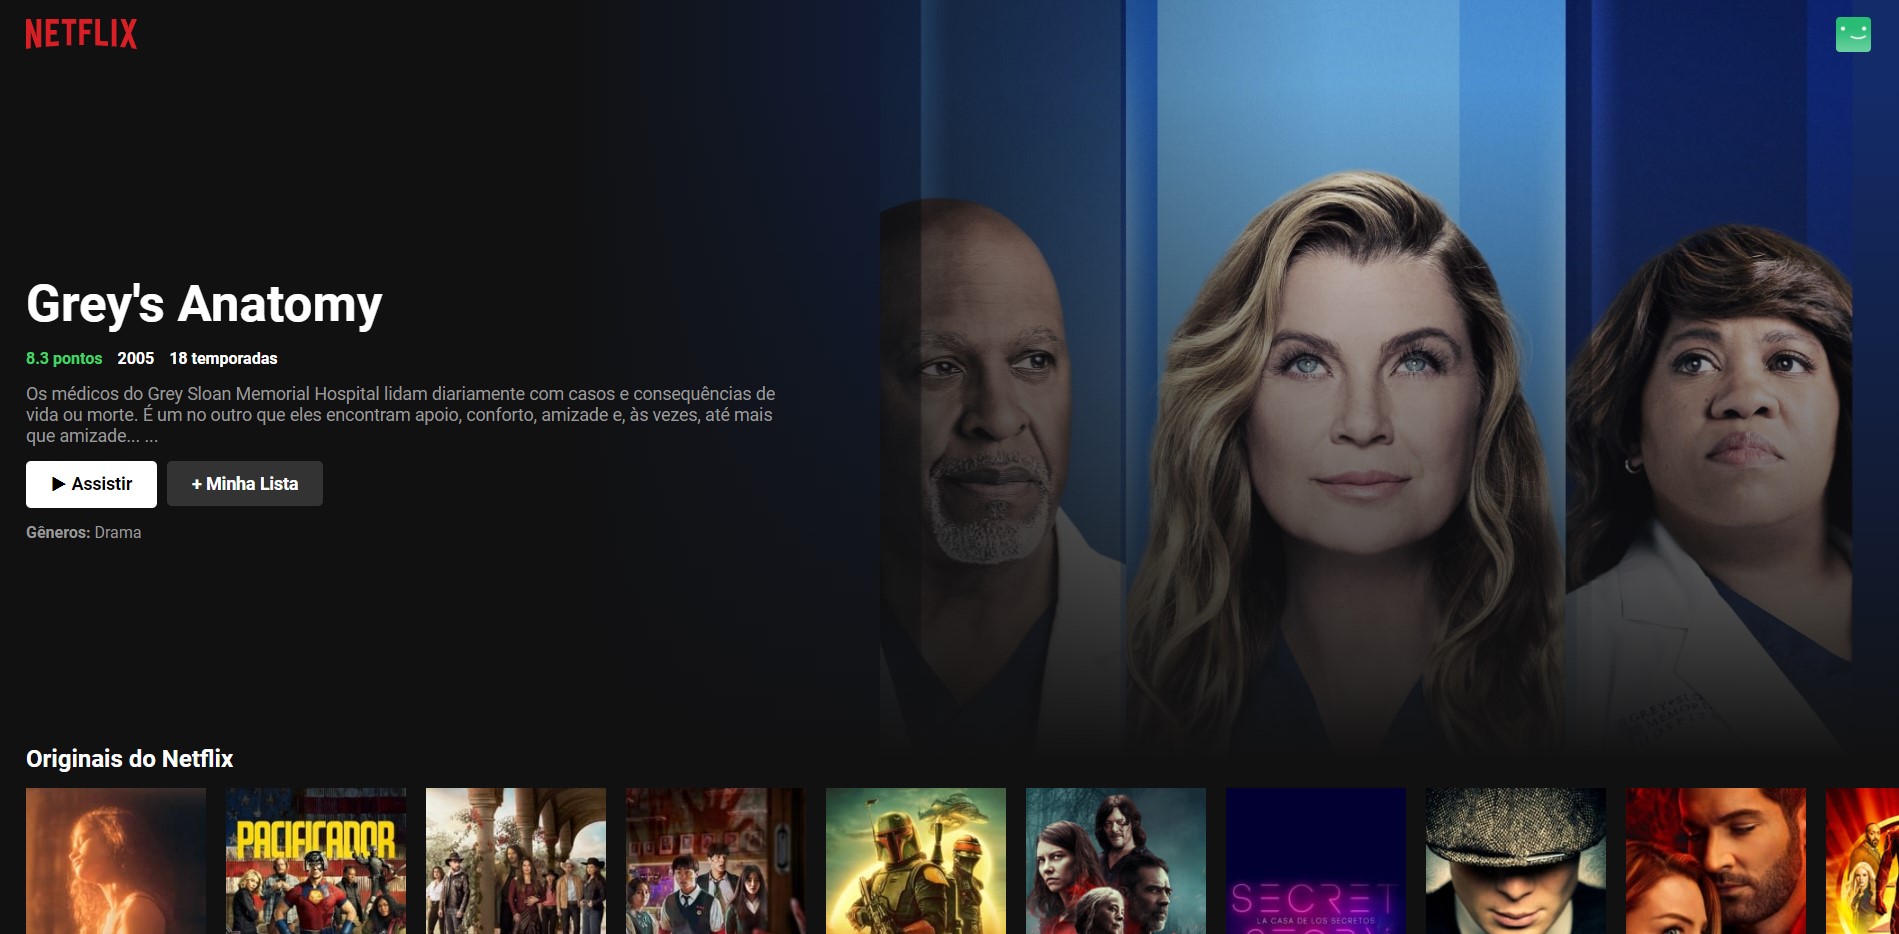 NETFLIX
Grey's Anatomy
8.3 pontos 2005 18 temporadas
Os médicos do Grey Sloan Memorial Hospital lidam diariamente com casos e consequências de
vida ou morte. É um no outro que eles encontram apoio, conforto, amizade e, às vezes, até mais
que amizade... ...
► Assistir
+ Minha Lista
Gêneros: Drama
Originais do Netflix
PACIFICADOR
SECRET
LA CASA DE LOS SECRETOS
STORY